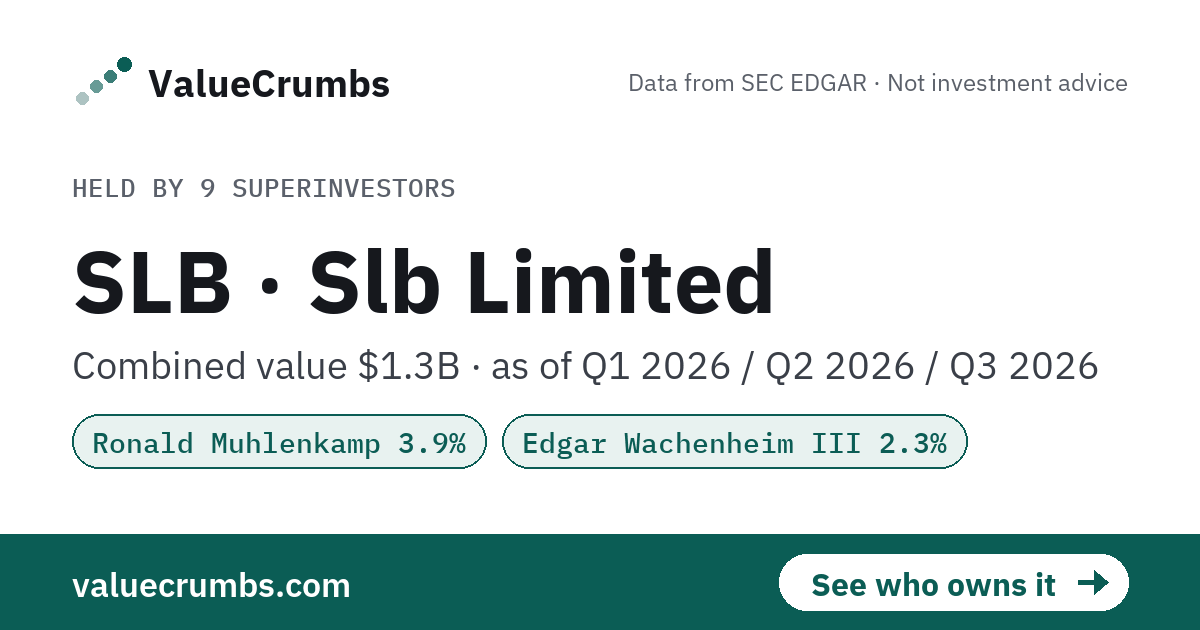 ValueCrumbs
Data from SEC EDGAR · Not investment advice
HELD BY 9 SUPERINVESTORS
SLB · Slb Limited
Combined value $1.3B · as of Q1 2026 / Q2 2026 / Q3 2026
Ronald Muhlenkamp 3.9%
Edgar Wachenheim III 2.3%
valuecrumbs.com
See who owns it →